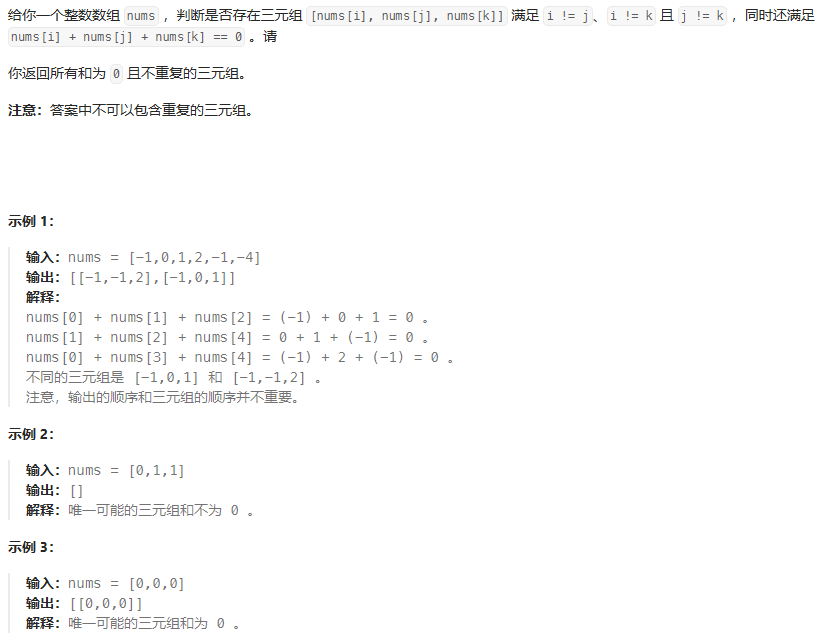 给你一个整数数组 nums ，判断是否存在三元组 [nums[i], nums[j], nums[k]] 满足 i != j、i != k 且 j != k ，同时还满足
nums[i] + nums[j] + nums[k] == 0 。请
你返回所有和为 0 且不重复的三元组。
注意：答案中不可以包含重复的三元组。
示例 1：
输入：nums = [-1,0,1,2,-1,-4]
输出：[[-1,-1,2],[-1,0,1]]
解释：
nums[0] + nums[1] + nums[2] = (-1) + 0 + 1 = 0 。
nums[1] + nums[2] + nums[4] = 0 + 1 + (-1) = 0 。
nums[0] + nums[3] + nums[4] = (-1) + 2 + (-1) = 0 。
不同的三元组是 [-1,0,1] 和 [-1,-1,2] 。
注意，输出的顺序和三元组的顺序并不重要。
示例 2：
输入：nums = [0,1,1]
输出：[]
解释：唯一可能的三元组和不为 0 。
示例 3：
输入：nums = [0,0,0]
输出：[[0,0,0]]
解释：唯一可能的三元组和为 0 。